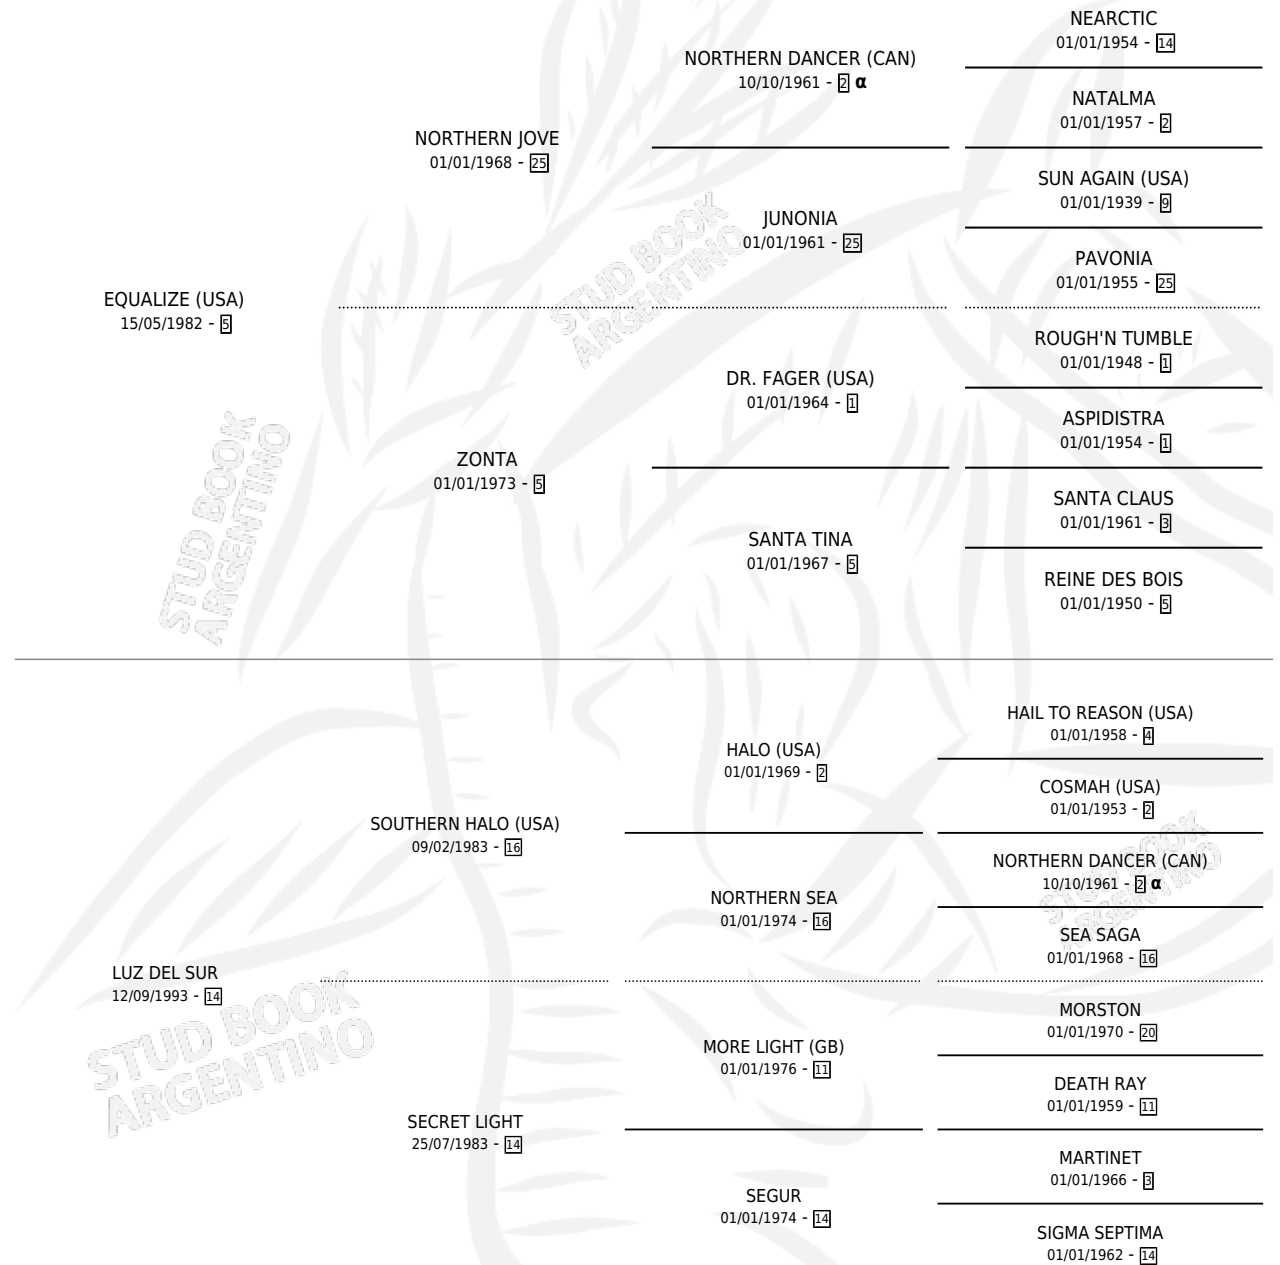 NEARCTIC
01/01/1954 - 14
NORTHERN DANCER (CAN)
10/10/1961 - 2 α
NATALMA
01/01/1957 - 2
NORTHERN JOVE
01/01/1968 - 25
SUN AGAIN (USA)
01/01/1939 - 9
JUNONIA
01/01/1961 - 25
PAVONIA
01/01/1955 - 25
EQUALIZE (USA)
15/05/1982 - 5
STUD BOOK
ARGENTINO
ROUGH'N TUMBLE
01/01/1948 - 1
DR. FAGER (USA)
01/01/1964 - 1
ASPIDISTRA
01/01/1954 - 1
ZONTA
01/01/1973 - 5
SANTA CLAUS
01/01/1961 - 3
SANTA TINA
01/01/1967 - 5
REINE DES BOIS
01/01/1950 - 5
STUD BOOK
ARGENTINO
HAIL TO REASON (USA)
01/01/1958 - 4
HALO (USA)
01/01/1969 - 2
COSMAH (USA)
01/01/1953 - 2
SOUTHERN HALO (USA)
09/02/1983 - 16
NORTHERN DANCER (CAN)
10/10/1961 - 2 α
STUD BOOK
ARGENTINO
NORTHERN SEA
01/01/1974 - 16
SEA SAGA
01/01/1968 - 16
LUZ DEL SUR
12/09/1993 - 14
STUD BOOK
ARGENTINO
MORSTON
01/01/1970 - 20
MORE LIGHT (GB)
01/01/1976 - 11
DEATH RAY
01/01/1959 - 11
SECRET LIGHT
25/07/1983 - 14
MARTINET
01/01/1966 - 3
SEGUR
01/01/1974 - 14
SIGMA SEPTIMA
01/01/1962 - 14